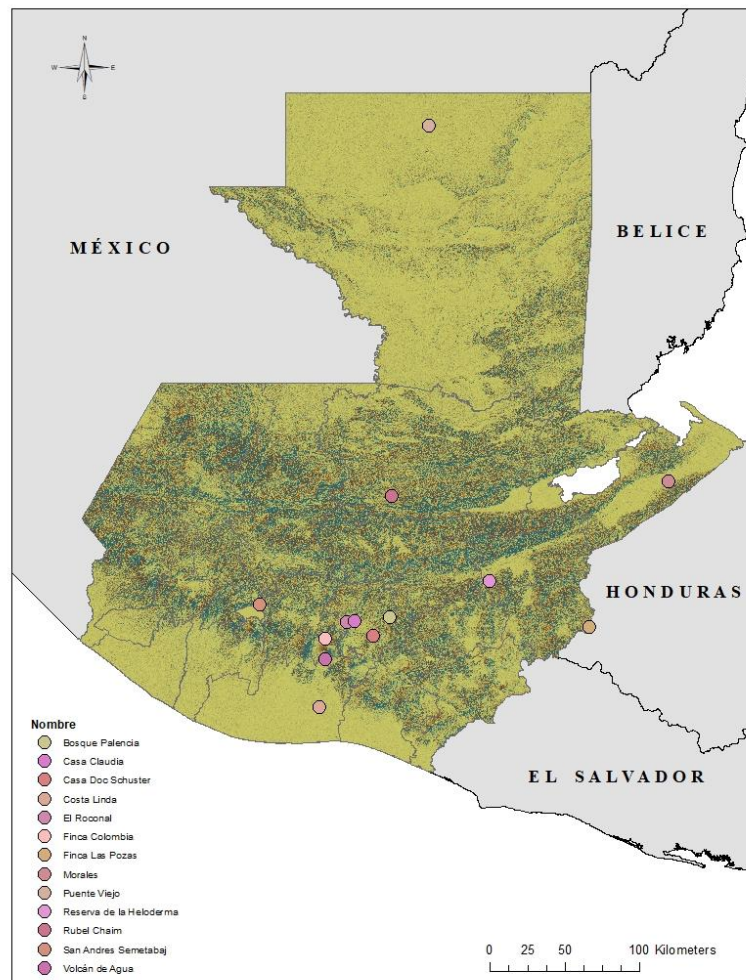 N
W E
S
BELICE
MÉXICO
HONDURAS
EL SALVADOR
Nombre
Bosque Palencia
Casa Claudia
Casa Doc Schuster
Costa Linda
El Roconal
Finca Colombia
Finca Las Pozas
Morales
Puente Viejo
Reserva de la Heloderma
Rubel Chaim
San Andres Semetabaj
Volcán de Agua
0 25 50 100 Kilometers